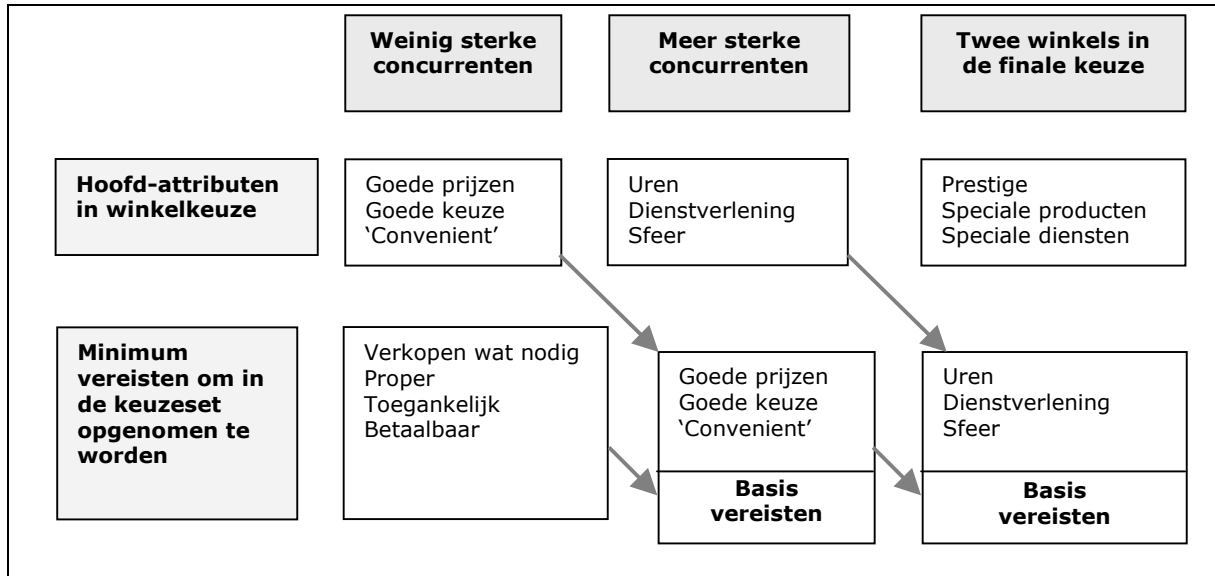 Weinig sterke
concurrenten
Meer sterke
concurrenten
Twee winkels in
de finale keuze
Hoofd-attributen
in winkelkeuze
Goede prijzen
Goede keuze
‘Convenient’
Uren
Dienstverlening
Sfeer
Prestige
Speciale producten
Speciale diensten
Minimum
vereisten om in
de keuzeset
opgenomen te
worden
Verkopen wat nodig
Proper
Toegankelijk
Betaalbaar
Goede prijzen
Goede keuze
‘Convenient’
Basis
vereisten
Uren
Dienstverlening
Sfeer
Basis
vereisten